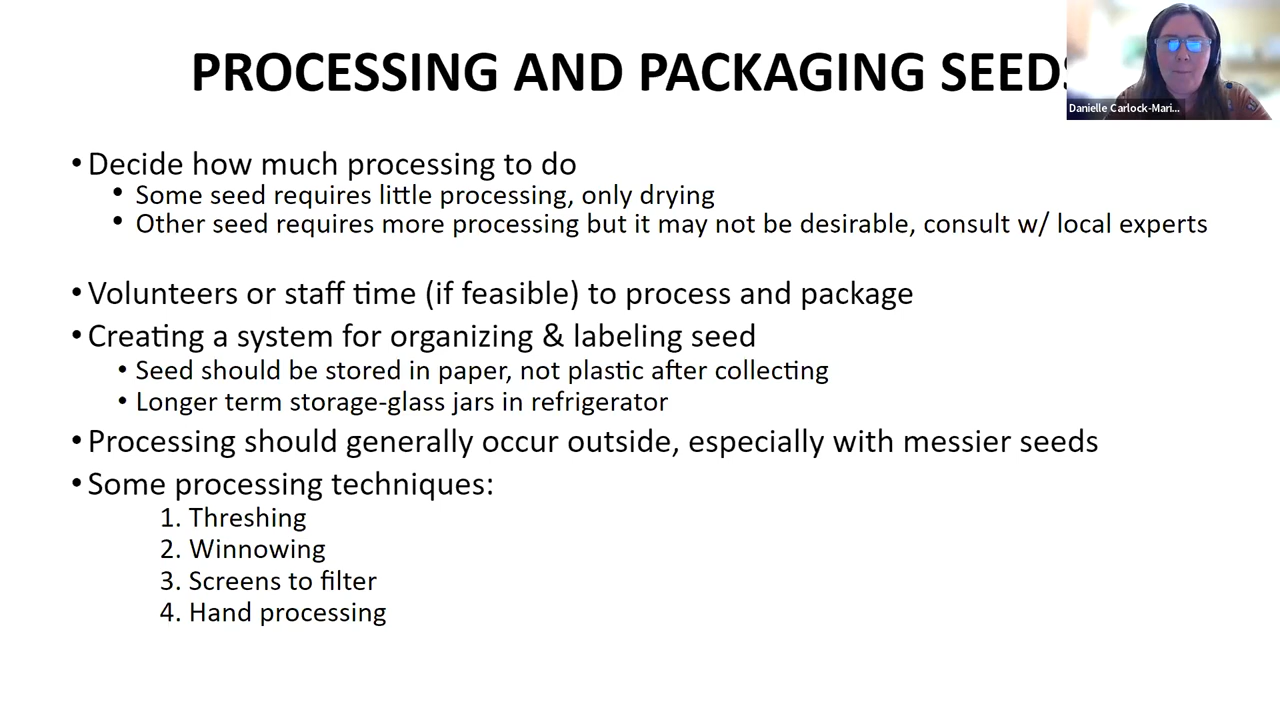 PROCESSING AND PACKAGING SEEDS
Danielle Carlock-Mari...
• Decide how much processing to do
• Some seed requires little processing, only drying
• Other seed requires more processing but it may not be desirable, consult w/ local experts
• Volunteers or staff time (if feasible) to process and package
• Creating a system for organizing & labeling seed
• Seed should be stored in paper, not plastic after collecting
• Longer term storage-glass jars in refrigerator
• Processing should generally occur outside, especially with messier seeds
• Some processing techniques:
1. Threshing
2. Winnowing
3. Screens to filter
4. Hand processing